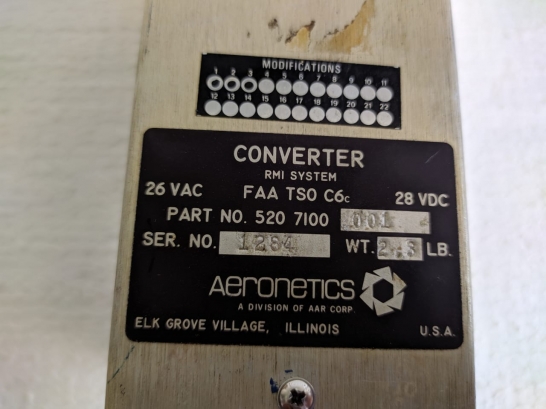 MODIFICATIONS
1 2 3 4 5 6 7 8 9 10 11
12 13 14 15 16 17 18 19 20 21 22
CONVERTER
RMI SYSTEM
26 VAC FAA TSO C6c 28 VDC
PART NO. 520 7100 001
SER. NO. 1284 WT. 2.3 LB.
Aeronetics
A DIVISION OF AAR CORP.
ELK GROVE VILLAGE, ILLINOIS U.S.A.